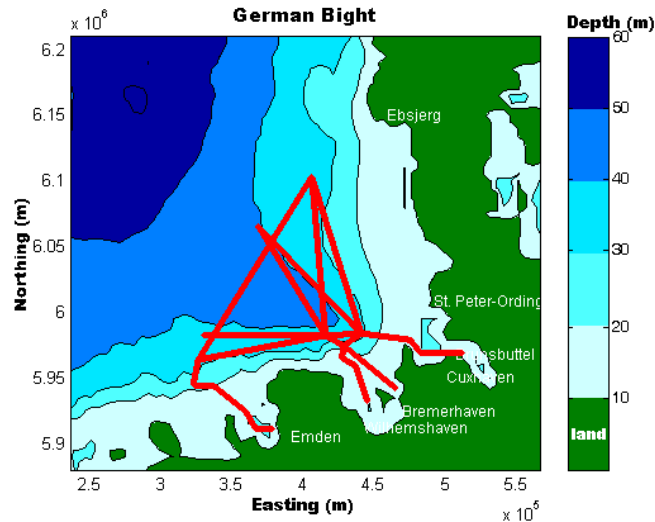 German Bight
Depth (m)
x 10^6
6.2
6.15
6.1
6.05
6
5.95
5.9
Northing (m)
Ebsjerg
St. Peter-Ording
Cuxhaven
Bremerhaven
Emden
2.5
3
3.5
4
4.5
5
5.5
Easting (m)
x 10^5
60
50
40
30
20
10
land